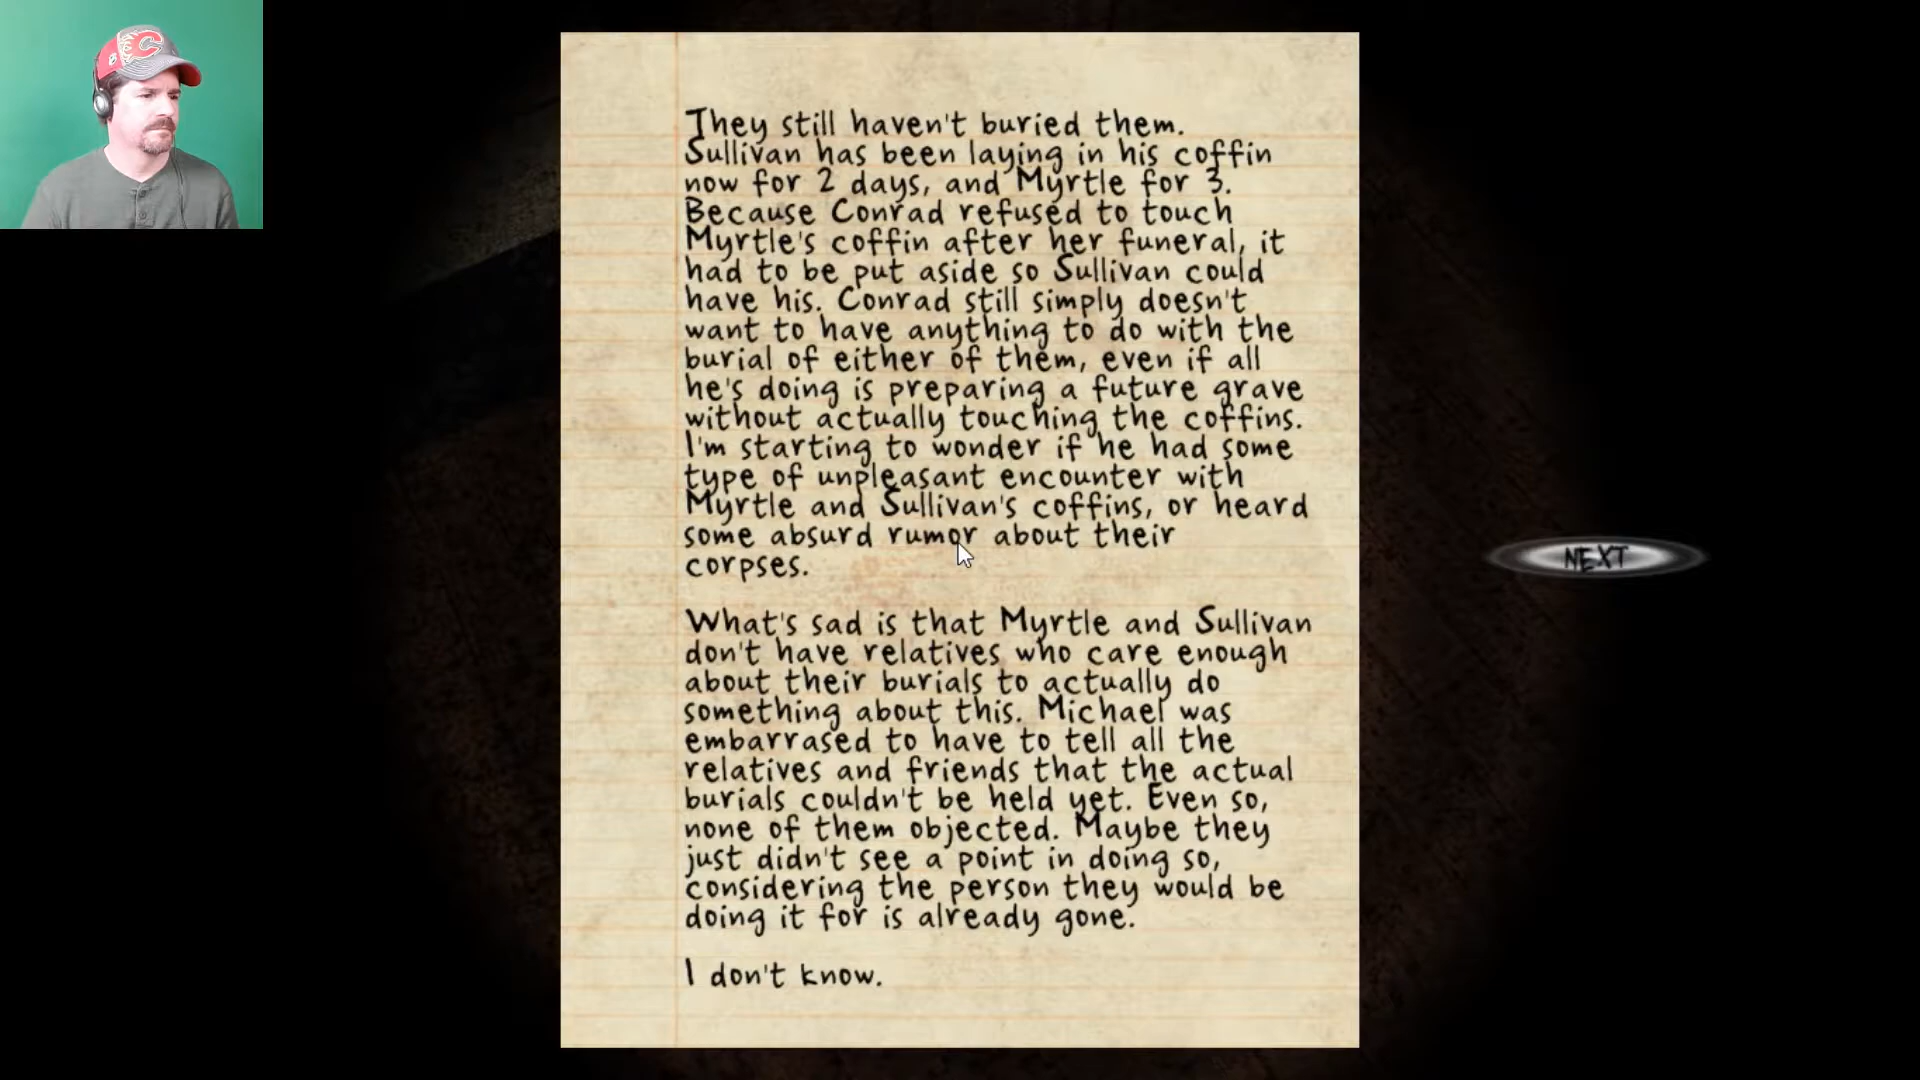 They still haven't buried them.
Sullivan has been laying in his coffin
now for 2 days, and Myrtle for 3.
Because Conrad refused to touch
Myrtle's coffin after her funeral, it
had to be put aside so Sullivan could
have his. Conrad still simply doesn't
want to have anything to do with the
burial of either of them, even if all
he's doing is preparing a future grave
without actually touching the coffins.
I'm starting to wonder if he had some
type of unpleasant encounter with
Myrtle and Sullivan's coffins, or heard
some absurd rumor about their
corpses.
What's sad is that Myrtle and Sullivan
don't have relatives who care enough
about their burials to actually do
something about this. Michael was
embarrased to have to tell all the
relatives and friends that the actual
burials couldn't be held yet. Even so,
none of them objected. Maybe they
just didn't see a point in doing so,
considering the person they would be
doing it for is already gone.
I don't know.
NEXT